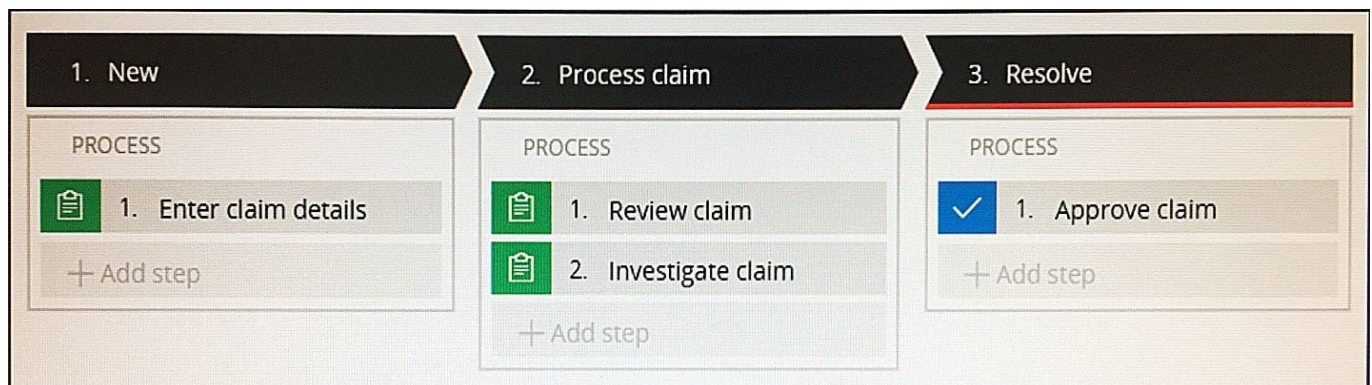 1. New
PROCESS
1. Enter claim details
+ Add step
2. Process claim
PROCESS
1. Review claim
2. Investigate claim
+ Add step
3. Resolve
PROCESS
1. Approve claim
+ Add step